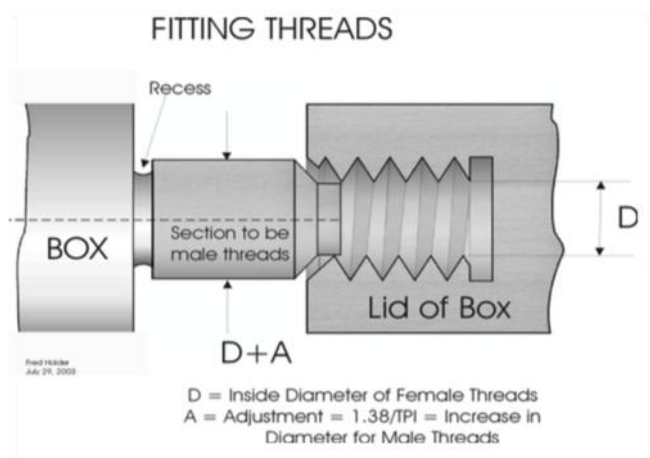 FITTING THREADS
Recess
BOX
Section to be
male threads
D
Lid of Box
D+A
Fred Holder
July 29, 2003
D = Inside Diameter of Female Threads
A = Adjustment = 1.38/TPI = Increase in
Diameter for Male Threads